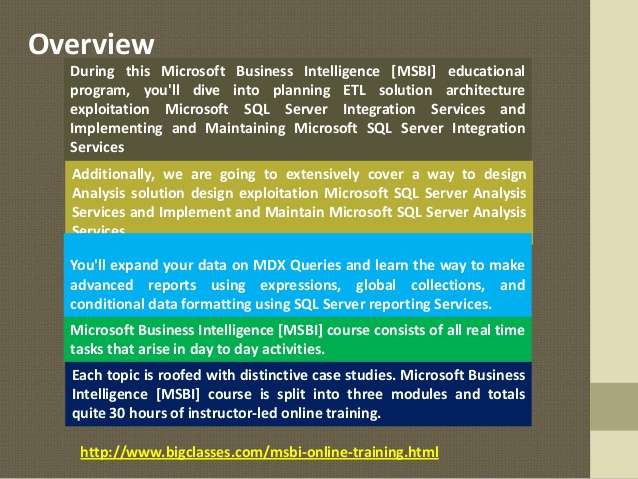 Overview
During this Microsoft Business Intelligence [MSBI] educational
program, you'll dive into planning ETL solution architecture
exploitation Microsoft SQL Server Integration Services and
Implementing and Maintaining Microsoft SQL Server Integration
Services
Additionally, we are going to extensively cover a way to design
Analysis solution design exploitation Microsoft SQL Server Analysis
Services and Implement and Maintain Microsoft SQL Server Analysis
Services
You'll expand your data on MDX Queries and learn the way to make
advanced reports using expressions, global collections, and
conditional data formatting using SQL Server reporting Services.
Microsoft Business Intelligence [MSBI] course consists of all real time
tasks that arise in day to day activities.
Each topic is roofed with distinctive case studies. Microsoft Business
Intelligence [MSBI] course is split into three modules and totals
quite 30 hours of instructor-led online training.
http://www.bigclasses.com/msbi-online-training.html